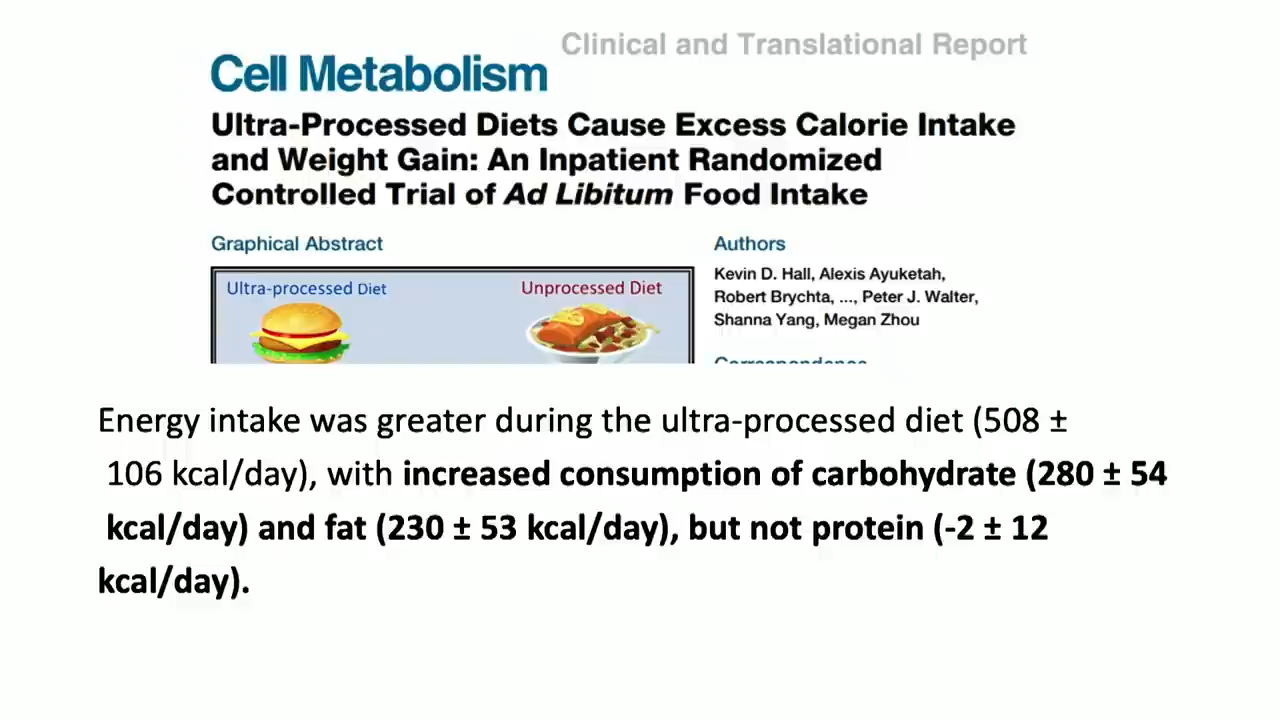 Clinical and Translational Report
Cell Metabolism
Ultra-Processed Diets Cause Excess Calorie Intake
and Weight Gain: An Inpatient Randomized
Controlled Trial of Ad Libitum Food Intake
Graphical Abstract
Ultra-processed Diet
Unprocessed Diet
Authors
Kevin D. Hall, Alexis Ayuketah,
Robert Brychta, ..., Peter J. Walter,
Shanna Yang, Megan Zhou
Correspondence
Energy intake was greater during the ultra-processed diet (508 ±
106 kcal/day), with increased consumption of carbohydrate (280 ± 54
kcal/day) and fat (230 ± 53 kcal/day), but not protein (-2 ± 12
kcal/day).